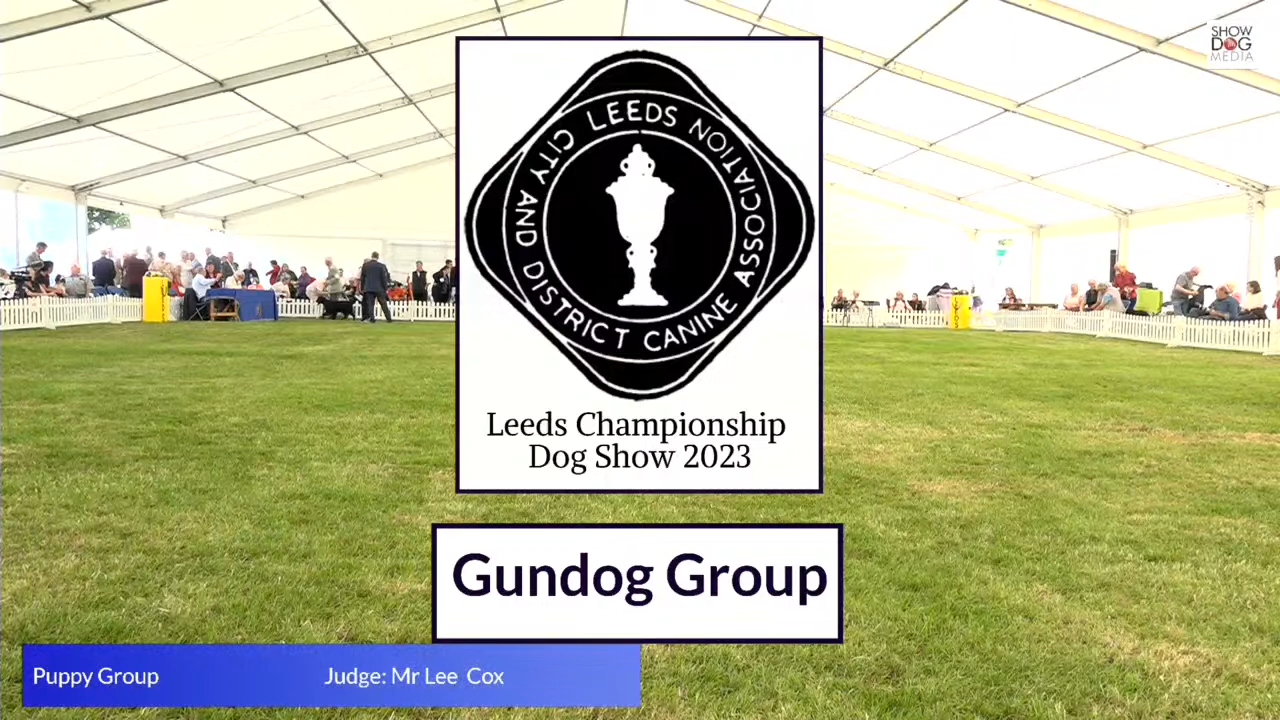 SHOW
DOG
MEDIA
CITY AND DISTRICT CANINE ASSOCIATION
LEEDS
Leeds Championship
Dog Show 2023
Gundog Group
Puppy Group
Judge: Mr Lee Cox